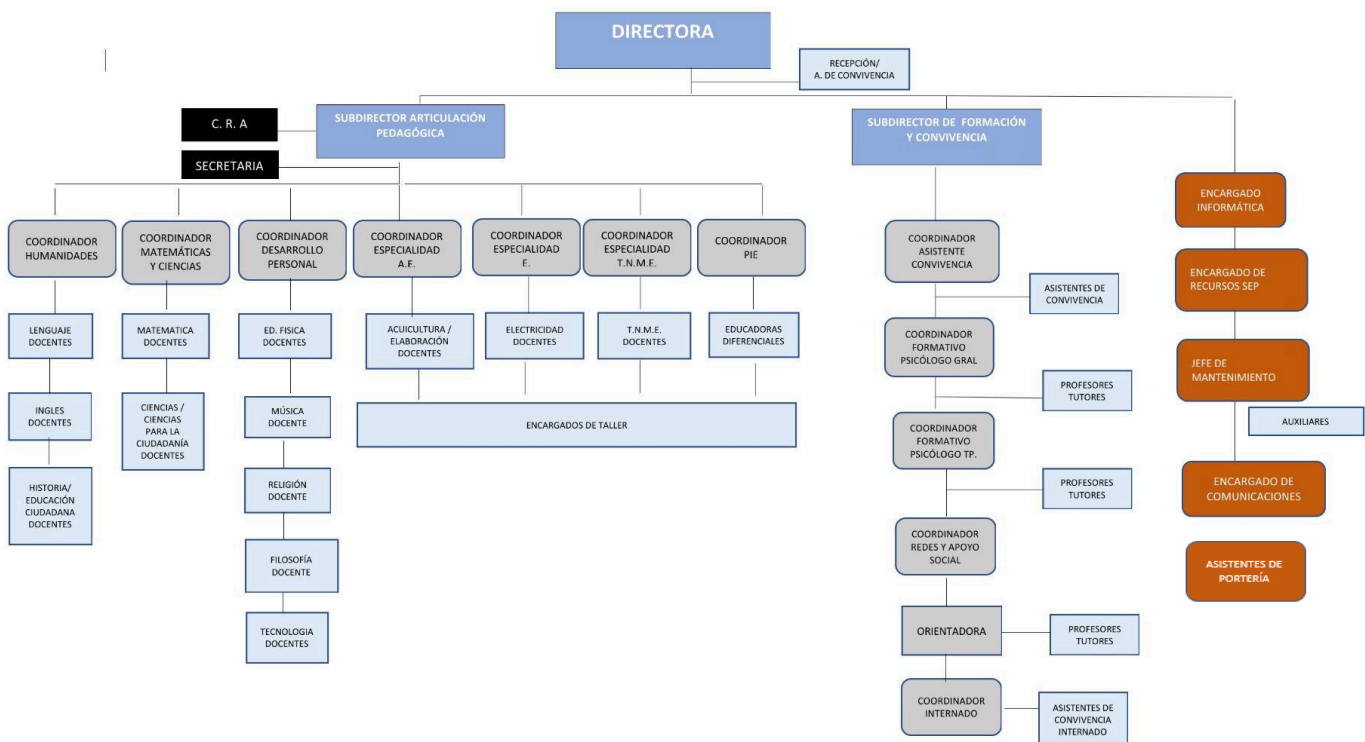 DIRECTORA
RECEPCIÓN/
A. DE CONVIVENCIA
C. R. A
SUBDIRECTOR ARTICULACIÓN
PEDAGÓGICA
SUBDIRECTOR DE FORMACIÓN
Y CONVIVENCIA
SECRETARIA
COORDINADOR
HUMANIDADES
COORDINADOR
MATEMÁTICAS
Y CIENCIAS
COORDINADOR
DESARROLLO
PERSONAL
COORDINADOR
ESPECIALIDAD
A.E.
COORDINADOR
ESPECIALIDAD
E.
COORDINADOR
ESPECIALIDAD
T.N.M.E.
COORDINADOR
PIE
LENGUAJE
DOCENTES
MATEMATICA
DOCENTES
ED. FISICA
DOCENTES
ACUICULTURA /
ELABORACIÓN
DOCENTES
ELECTRICIDAD
DOCENTES
T.N.M.E.
DOCENTES
EDUCADORAS
DIFERENCIALES
INGLES
DOCENTES
CIENCIAS /
CIENCIAS
PARA LA
CIUDADANÍA
DOCENTES
MÚSICA
DOCENTE
ENCARGADOS DE TALLER
HISTORIA/
EDUCACIÓN
CIUDADANA
DOCENTES
RELIGIÓN
DOCENTE
FILOSOFÍA
DOCENTE
TECNOLOGIA
DOCENTES
COORDINADOR
ASISTENTE
CONVIVENCIA
ASISTENTES DE
CONVIVENCIA
COORDINADOR
FORMATIVO
PSICÓLOGO GRAL
PROFESORES
TUTORES
COORDINADOR
FORMATIVO
PSICÓLOGO TP.
PROFESORES
TUTORES
COORDINADOR
REDES Y APOYO
SOCIAL
ORIENTADORA
PROFESORES
TUTORES
COORDINADOR
INTERNADO
ASISTENTES DE
CONVIVENCIA
INTERNADO
ENCARGADO
INFORMÁTICA
ENCARGADO DE
RECURSOS SEP
JEFE DE
MANTENIMIENTO
AUXILIARES
ENCARGADO DE
COMUNICACIONES
ASISTENTES DE
PORTERÍA